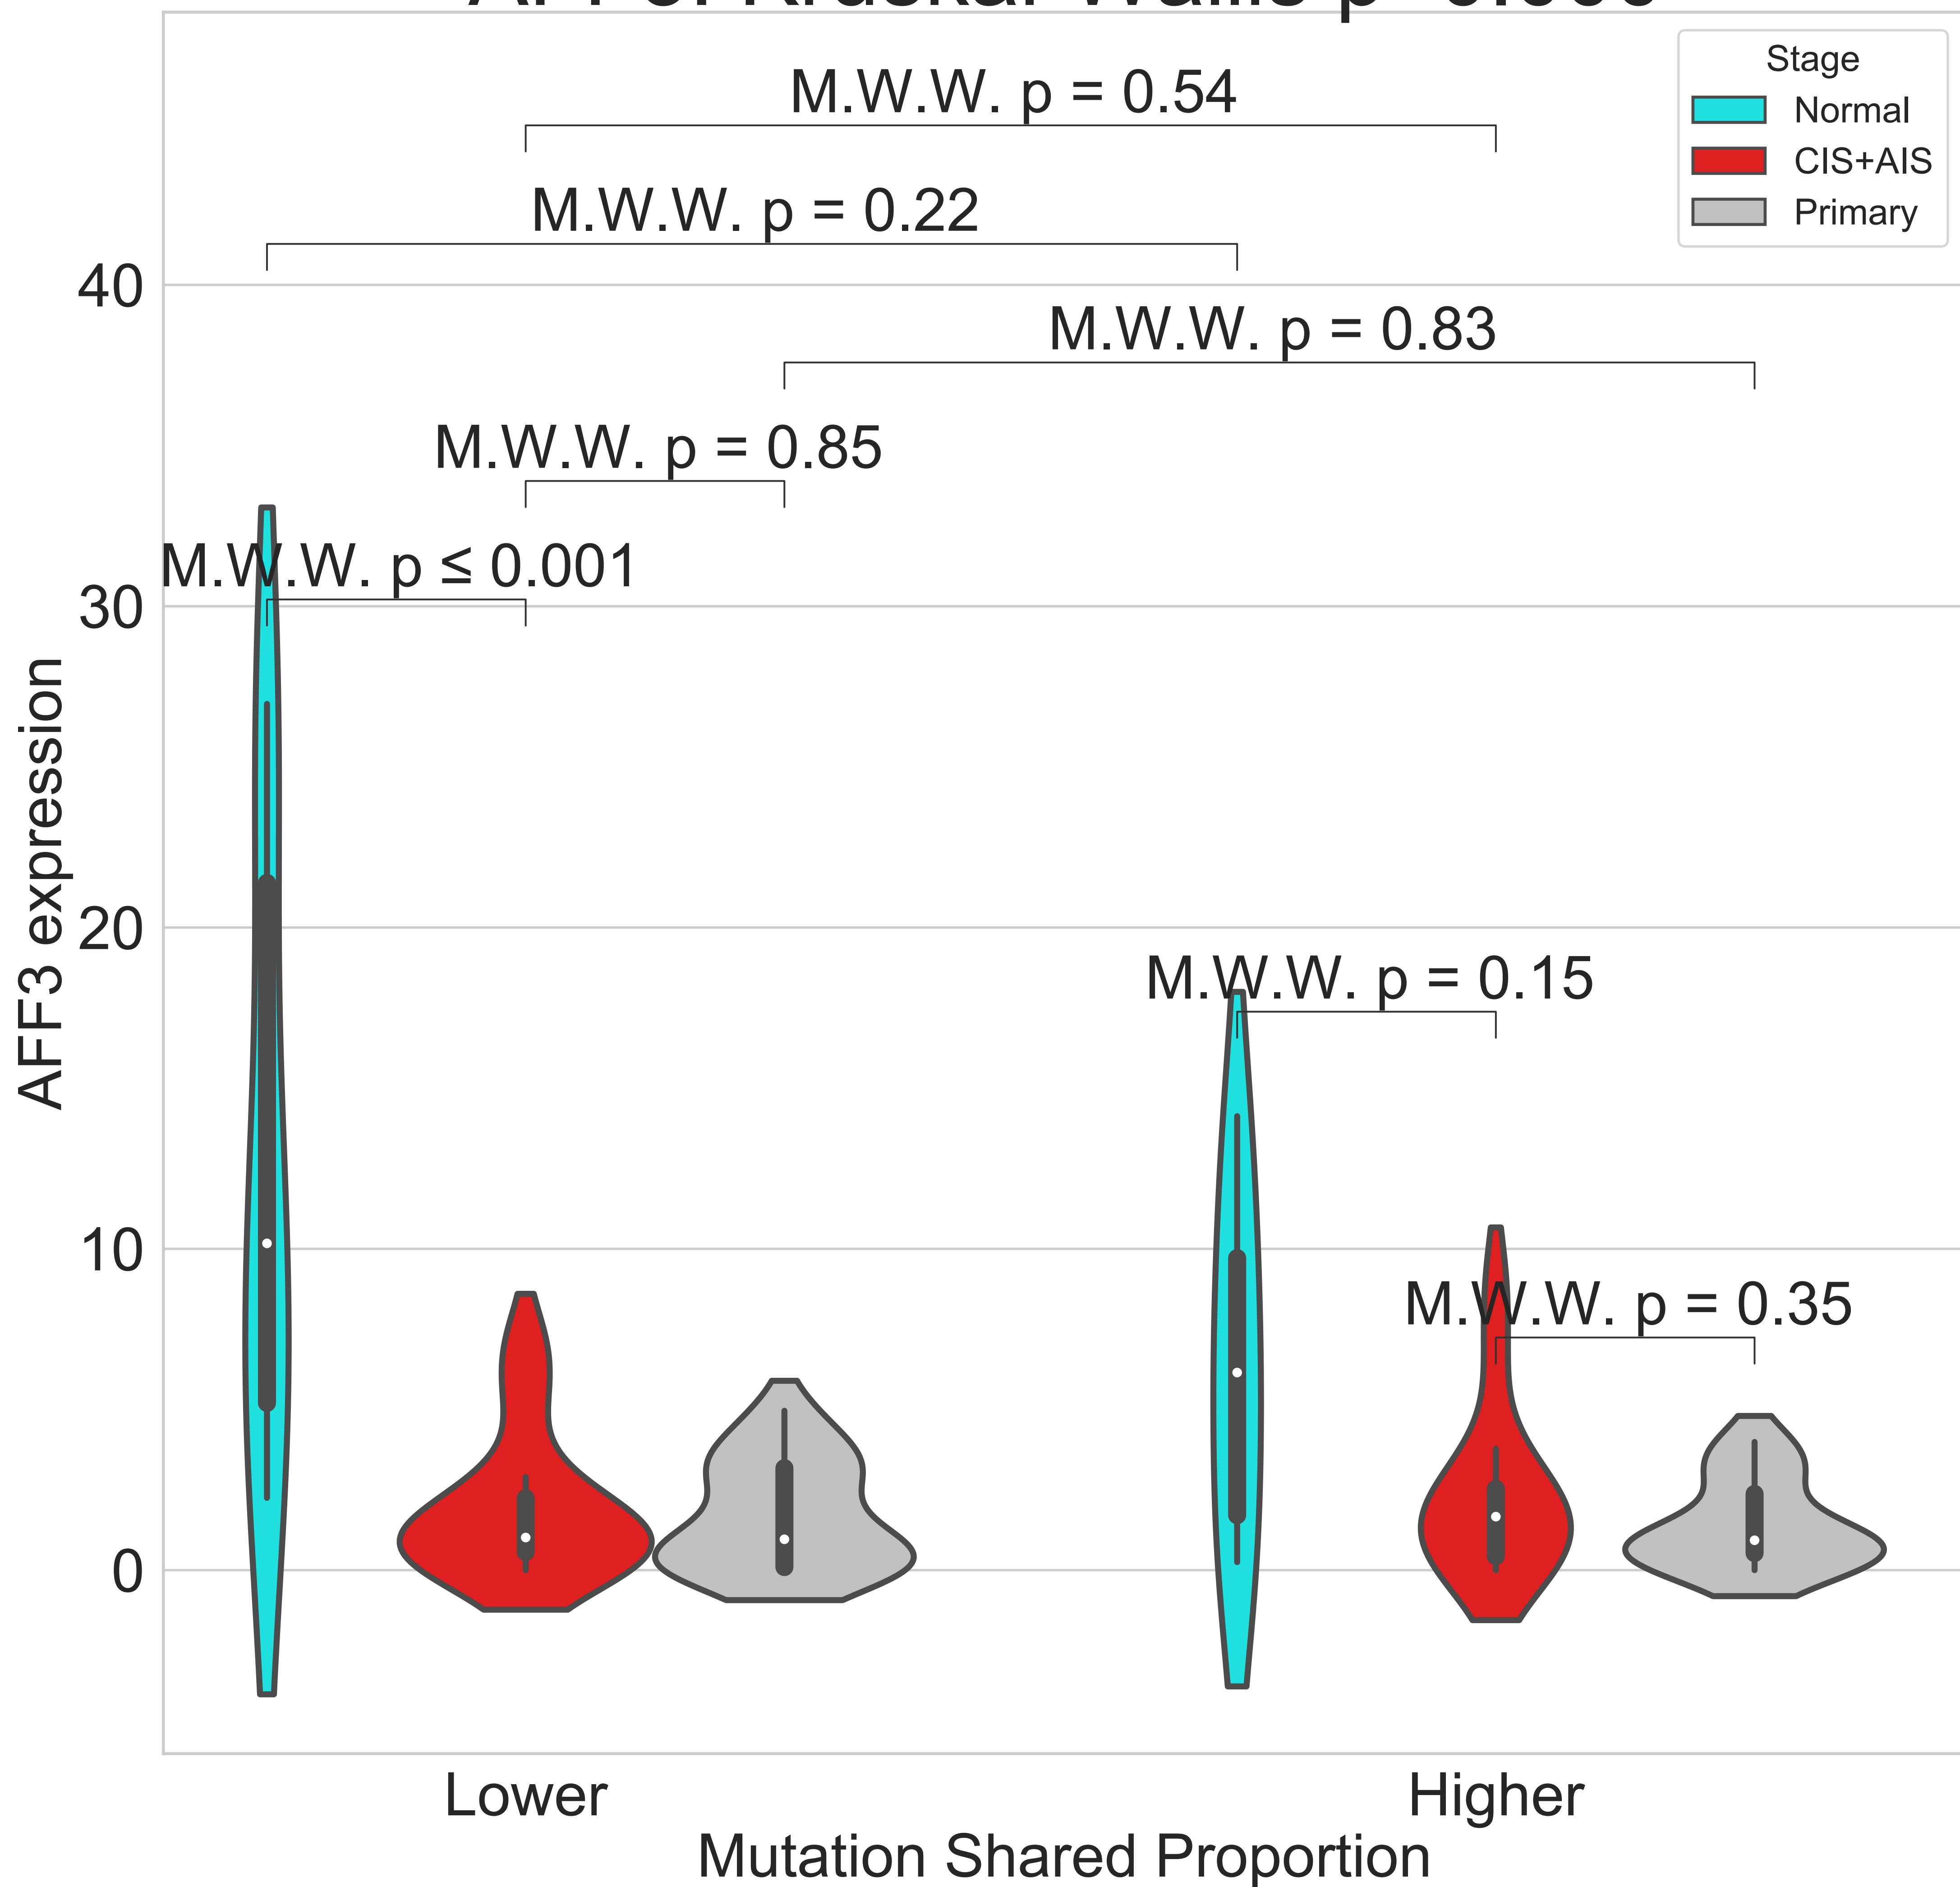 Stage
Normal
CIS+AIS
Primary
M.W.W. p = 0.54
M.W.W. p = 0.22
M.W.W. p = 0.83
M.W.W. p = 0.85
M.W.W. p ≤ 0.001
M.W.W. p = 0.15
M.W.W. p = 0.35
40
30
20
10
0
AFF3 expression
Lower
Higher
Mutation Shared Proportion